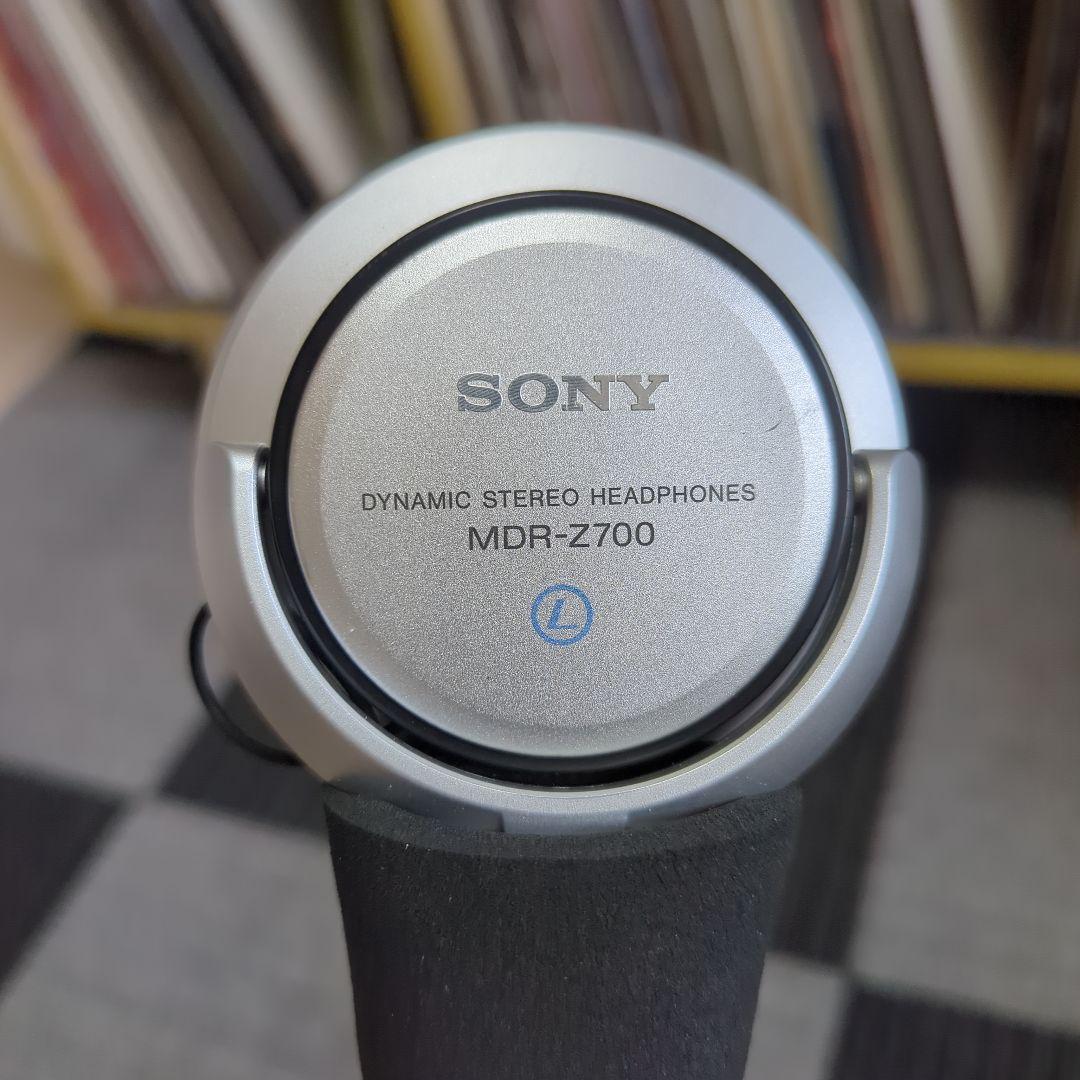 SONY
DYNAMIC STEREO HEADPHONES
MDR-Z700
L